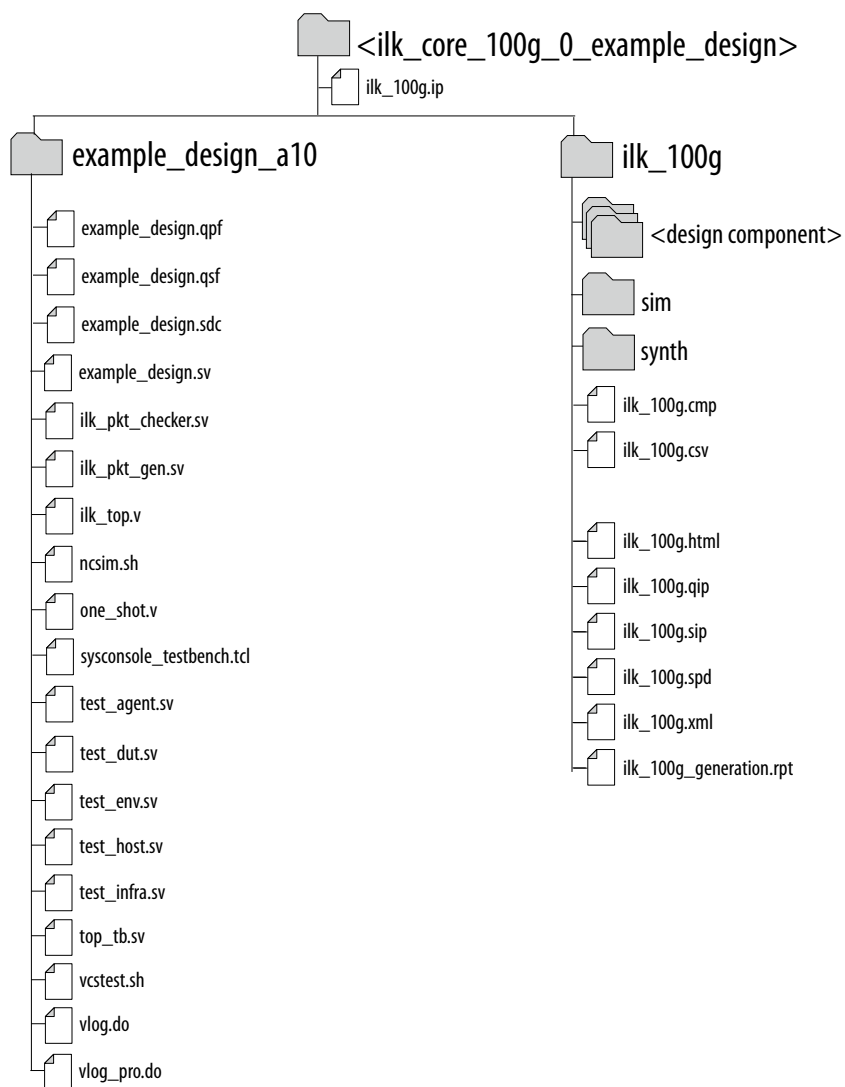 <ilk_core_100g_0_example_design>
ilk_100g.ip
example_design_a10
example_design.qpf
example_design.qsf
example_design.sdc
example_design.sv
ilk_pkt_checker.sv
ilk_pkt_gen.sv
ilk_top.v
ncsim.sh
one_shot.v
sysconsole_testbench.tcl
test_agent.sv
test_dut.sv
test_env.sv
test_host.sv
test_infra.sv
top_tb.sv
vcstest.sh
vlog.do
vlog_pro.do
ilk_100g
<design component>
sim
synth
ilk_100g.cmp
ilk_100g.csv
ilk_100g.html
ilk_100g.qip
ilk_100g.sip
ilk_100g.spd
ilk_100g.xml
ilk_100g_generation.rpt